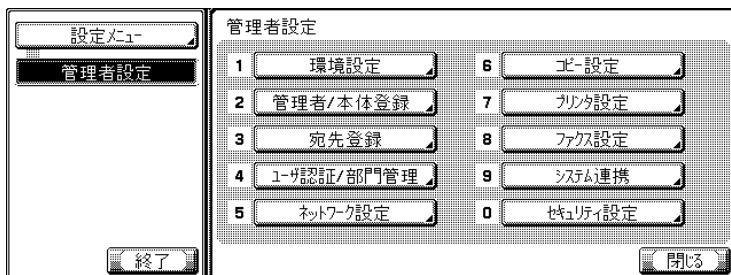 設定メニュー
管理者設定
終了
管理者設定
1 環境設定
2 管理者/本体登録
3 宛先登録
4 ユーザ認証/部門管理
5 ネットワーク設定
6 コピー設定
7 プリンタ設定
8 ファクス設定
9 システム連携
0 セキュリティ設定
閉じる